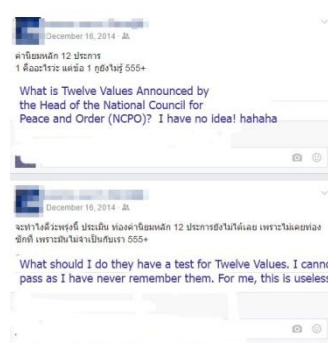 December 16, 2014
ค่านิยมหลัก 12 ประการ
1 คืออะไรว่ะ แค่ข้อ 1 กูยังไม่รู้ 555+
What is Twelve Values Announced by
the Head of the National Council for
Peace and Order (NCPO)? I have no idea! hahaha
December 16, 2014
จะทำไงดีว่ะพรุ่งนี้ ประเมิน ท่องค่านิยมหลัก 12 ประการยังไม่ได้เลย เพราะไม่เคยท่อง
ซักที เพราะมันไม่จำเป็นกับเรา 555+
What should I do they have a test for Twelve Values. I canno
pass as I have never remember them. For me, this is useless